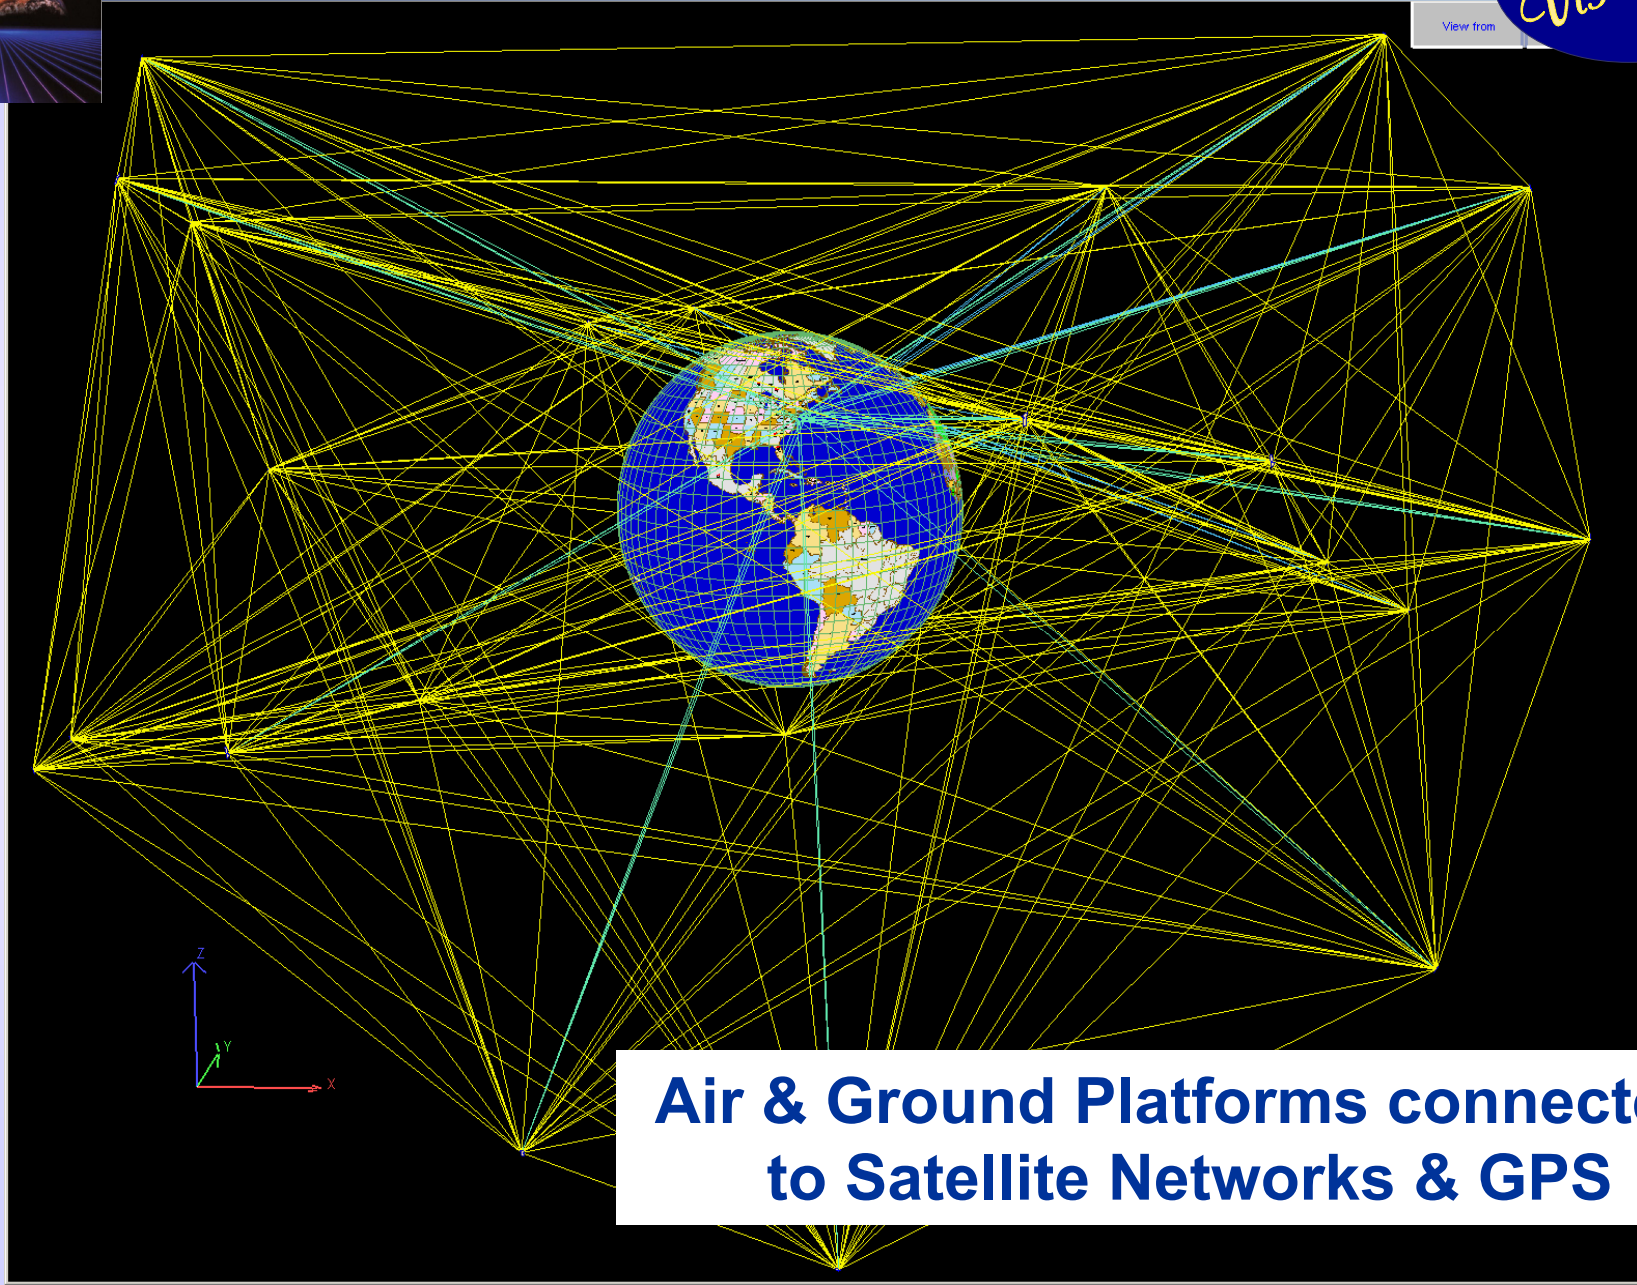 View from
Z
Y
X
Air & Ground Platforms connect
to Satellite Networks & GPS